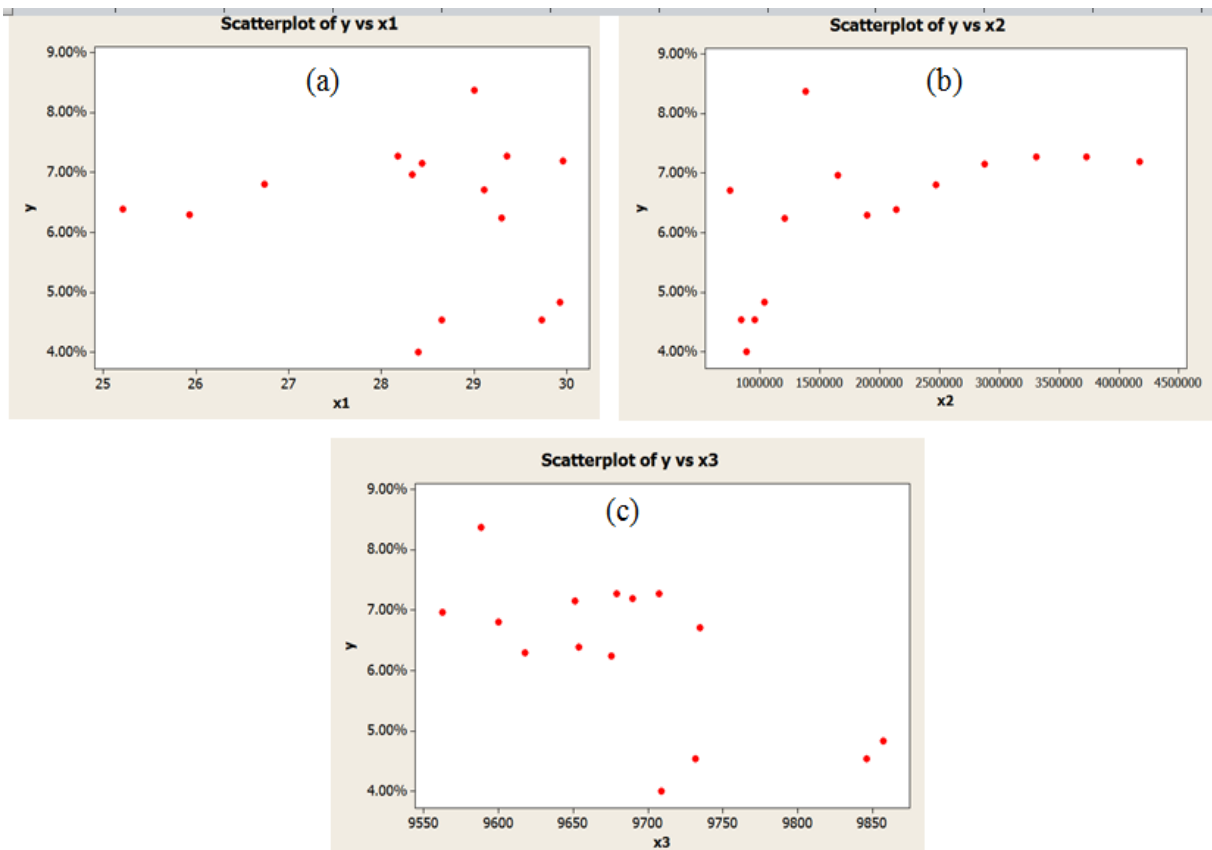 Scatterplot of y vs x1
(a)
9.00%
8.00%
7.00%
6.00%
5.00%
4.00%
y
25 26 27 28 29 30
x1
Scatterplot of y vs x2
(b)
9.00%
8.00%
7.00%
6.00%
5.00%
4.00%
y
1000000 1500000 2000000 2500000 3000000 3500000 4000000 4500000
x2
Scatterplot of y vs x3
(c)
9.00%
8.00%
7.00%
6.00%
5.00%
4.00%
y
9550 9600 9650 9700 9750 9800 9850
x3